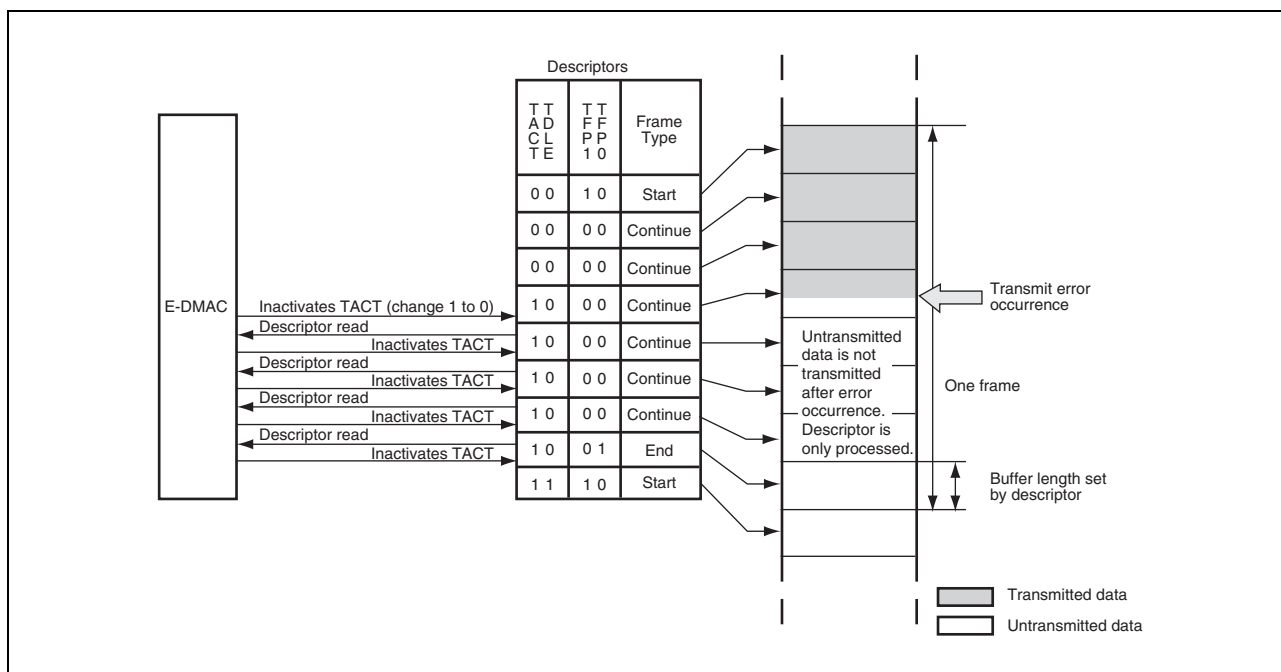 Descriptors
TACT TDLE TFP1 TFP0 Frame Type
0 0 1 0 Start
0 0 0 0 Continue
0 0 0 0 Continue
1 0 0 0 Continue
1 0 0 0 Continue
1 0 0 0 Continue
1 0 0 0 Continue
1 0 0 1 End
1 1 1 0 Start
E-DMAC
Inactivates TACT (change 1 to 0)
Descriptor read
Inactivates TACT
Descriptor read
Inactivates TACT
Descriptor read
Inactivates TACT
Descriptor read
Inactivates TACT
Untransmitted
data is not
transmitted
after error
occurrence.
Descriptor is
only processed.
Transmit error
occurrence
One frame
Buffer length set
by descriptor
Transmitted data
Untransmitted data